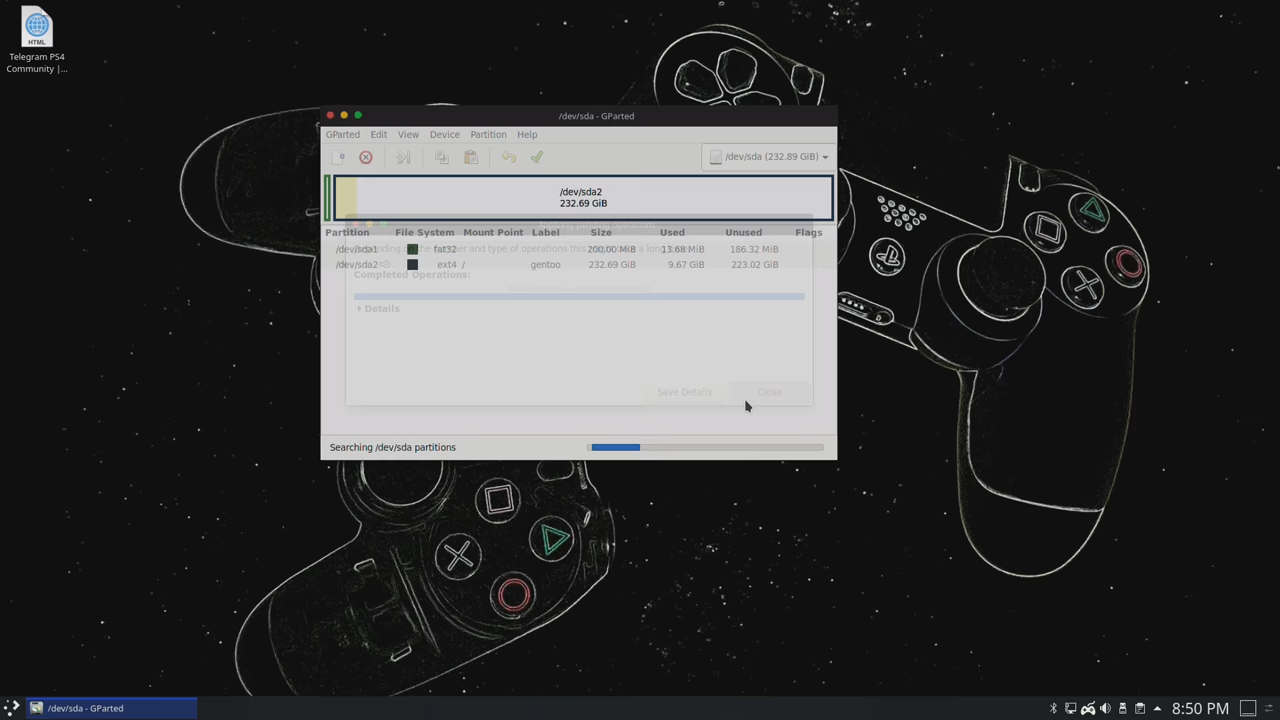 HTML
Telegram PS4
Community |...
/dev/sda - GParted
GParted Edit View Device Partition Help
/dev/sda (232.89 GiB)
/dev/sda2
232.69 GiB
Partition File System Mount Point Label Size Used Unused Flags
/dev/sda1 fat32 200.00 MiB 13.68 MiB 186.32 MiB
/dev/sda2 ext4 / gentoo 232.69 GiB 9.67 GiB 223.02 GiB
Completed Operations:
Details
Save Details Close
Searching /dev/sda partitions
/dev/sda - GParted
8:50 PM